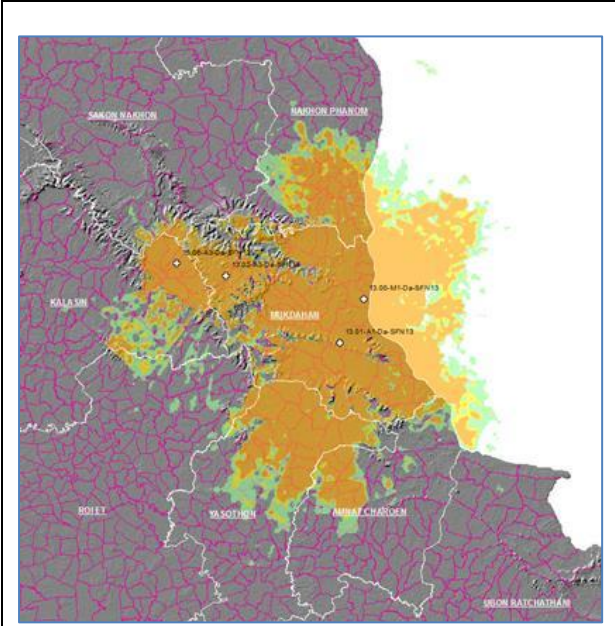 SAKON NAKHON
NAKHON PHANOM
KALASIN
13.00-M1-Da-SFN13
MUKDAHAN
13.01-A1-Da-SFN13
ROI ET
YASOTHON
AMNAT CHAROEN
UBON RATCHATHANI